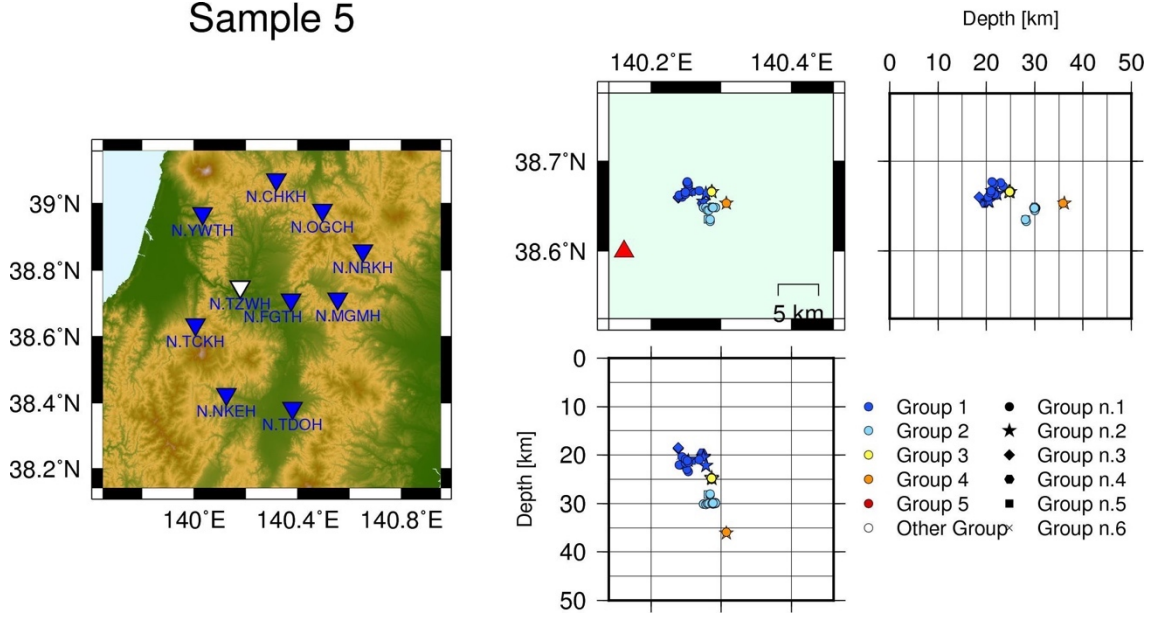 Sample 5
39˚N
38.8˚N
38.6˚N
38.4˚N
38.2˚N
140˚E
140.4˚E
140.8˚E
N.CHKH
N.YWTH
N.OGCH
N.NRKH
N.TZWH
N.FGTH
N.MGMH
N.TCKH
N.NKEH
N.TDOH
140.2˚E
140.4˚E
38.7˚N
38.6˚N
5 km
Depth [km]
0
10
20
30
40
50
Depth [km]
0
10
20
30
40
50
Group 1
Group 2
Group 3
Group 4
Group 5
Other Group
Group n.1
Group n.2
Group n.3
Group n.4
Group n.5
Group n.6